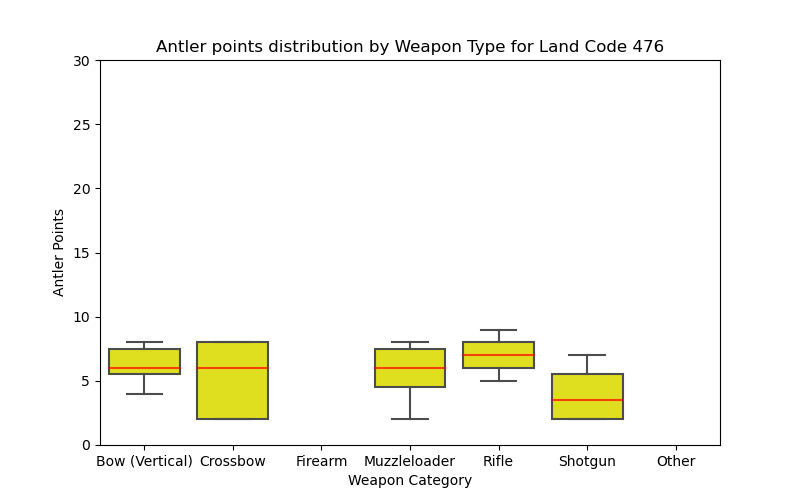 Antler points distribution by Weapon Type for Land Code 476
30
25
20
15
10
5
0
Antler Points
Bow (Vertical) Crossbow Firearm Muzzleloader Rifle Shotgun Other
Weapon Category